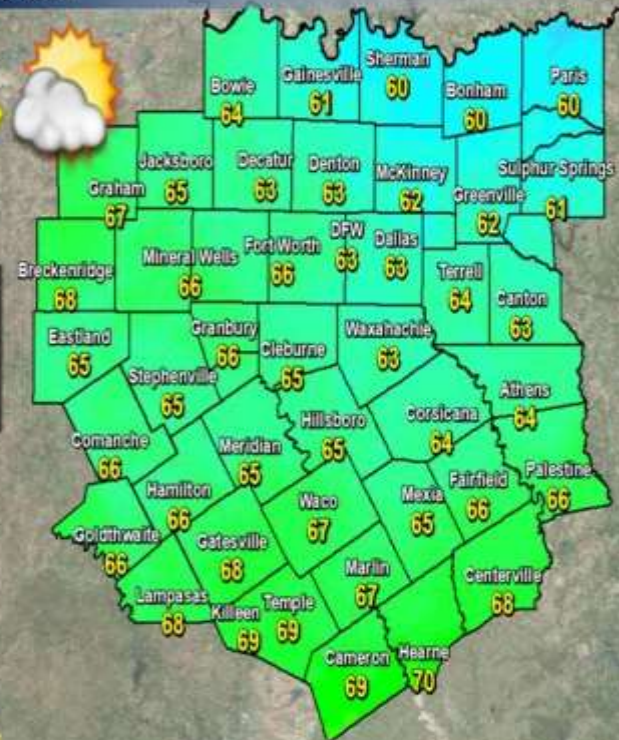 Bowie
64
Gainesville
61
Sherman
60
Bonham
60
Paris
60
Graham
67
Jacksboro
65
Decatur
63
Denton
63
McKinney
62
Greenville
62
Sulphur Springs
61
Breckenridge
68
Mineral Wells
66
Fort Worth
66
DFW
63
Dallas
63
Terrell
64
Canton
63
Eastland
65
Stephenville
65
Granbury
66
Cleburne
65
Waxahachie
63
Athens
64
Comanche
66
Hamilton
66
Meridian
65
Hillsboro
65
Corsicana
64
Palestine
66
Goldthwaite
66
Gatesville
68
Waco
67
Mexia
65
Fairfield
66
Lampasas
68
Killeen
69
Temple
69
Marlin
67
Centerville
68
Cameron
69
Hearne
70